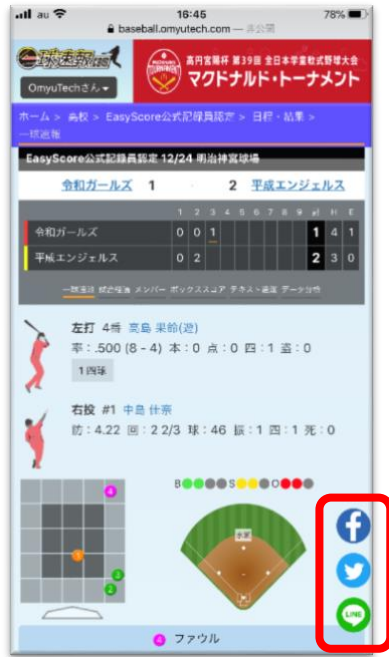 au 16:45 78%
baseball.omyutech.com — 非公開
一球速報
OmyuTechさん
高円宮賜杯 第39回 全日本学童軟式野球大会
マクドナルド・トーナメント
ホーム > 高校 > EasyScore公式記録員認定 > 日程・結果 >
一球速報
EasyScore公式記録員認定 12/24 明治神宮球場
令和ガールズ 1 2 平成エンジェルス
1 2 3 4 5 6 7 8 9 計 H E
令和ガールズ 0 0 1 1 4 1
平成エンジェルス 0 2 2 3 0
一球速報 試合経過 メンバー ボックススコア テキスト速報 データ分析
左打 4番 高島 果鈴(遊)
率:.500 (8 - 4) 本:0 点:0 四:1 盗:0
1四球
右投 #1 中島 仕奈
防:4.22 回:2 2/3 球:46 振:1 四:1 死:0
B S O
4
1
3
2
LINE
4 ファウル